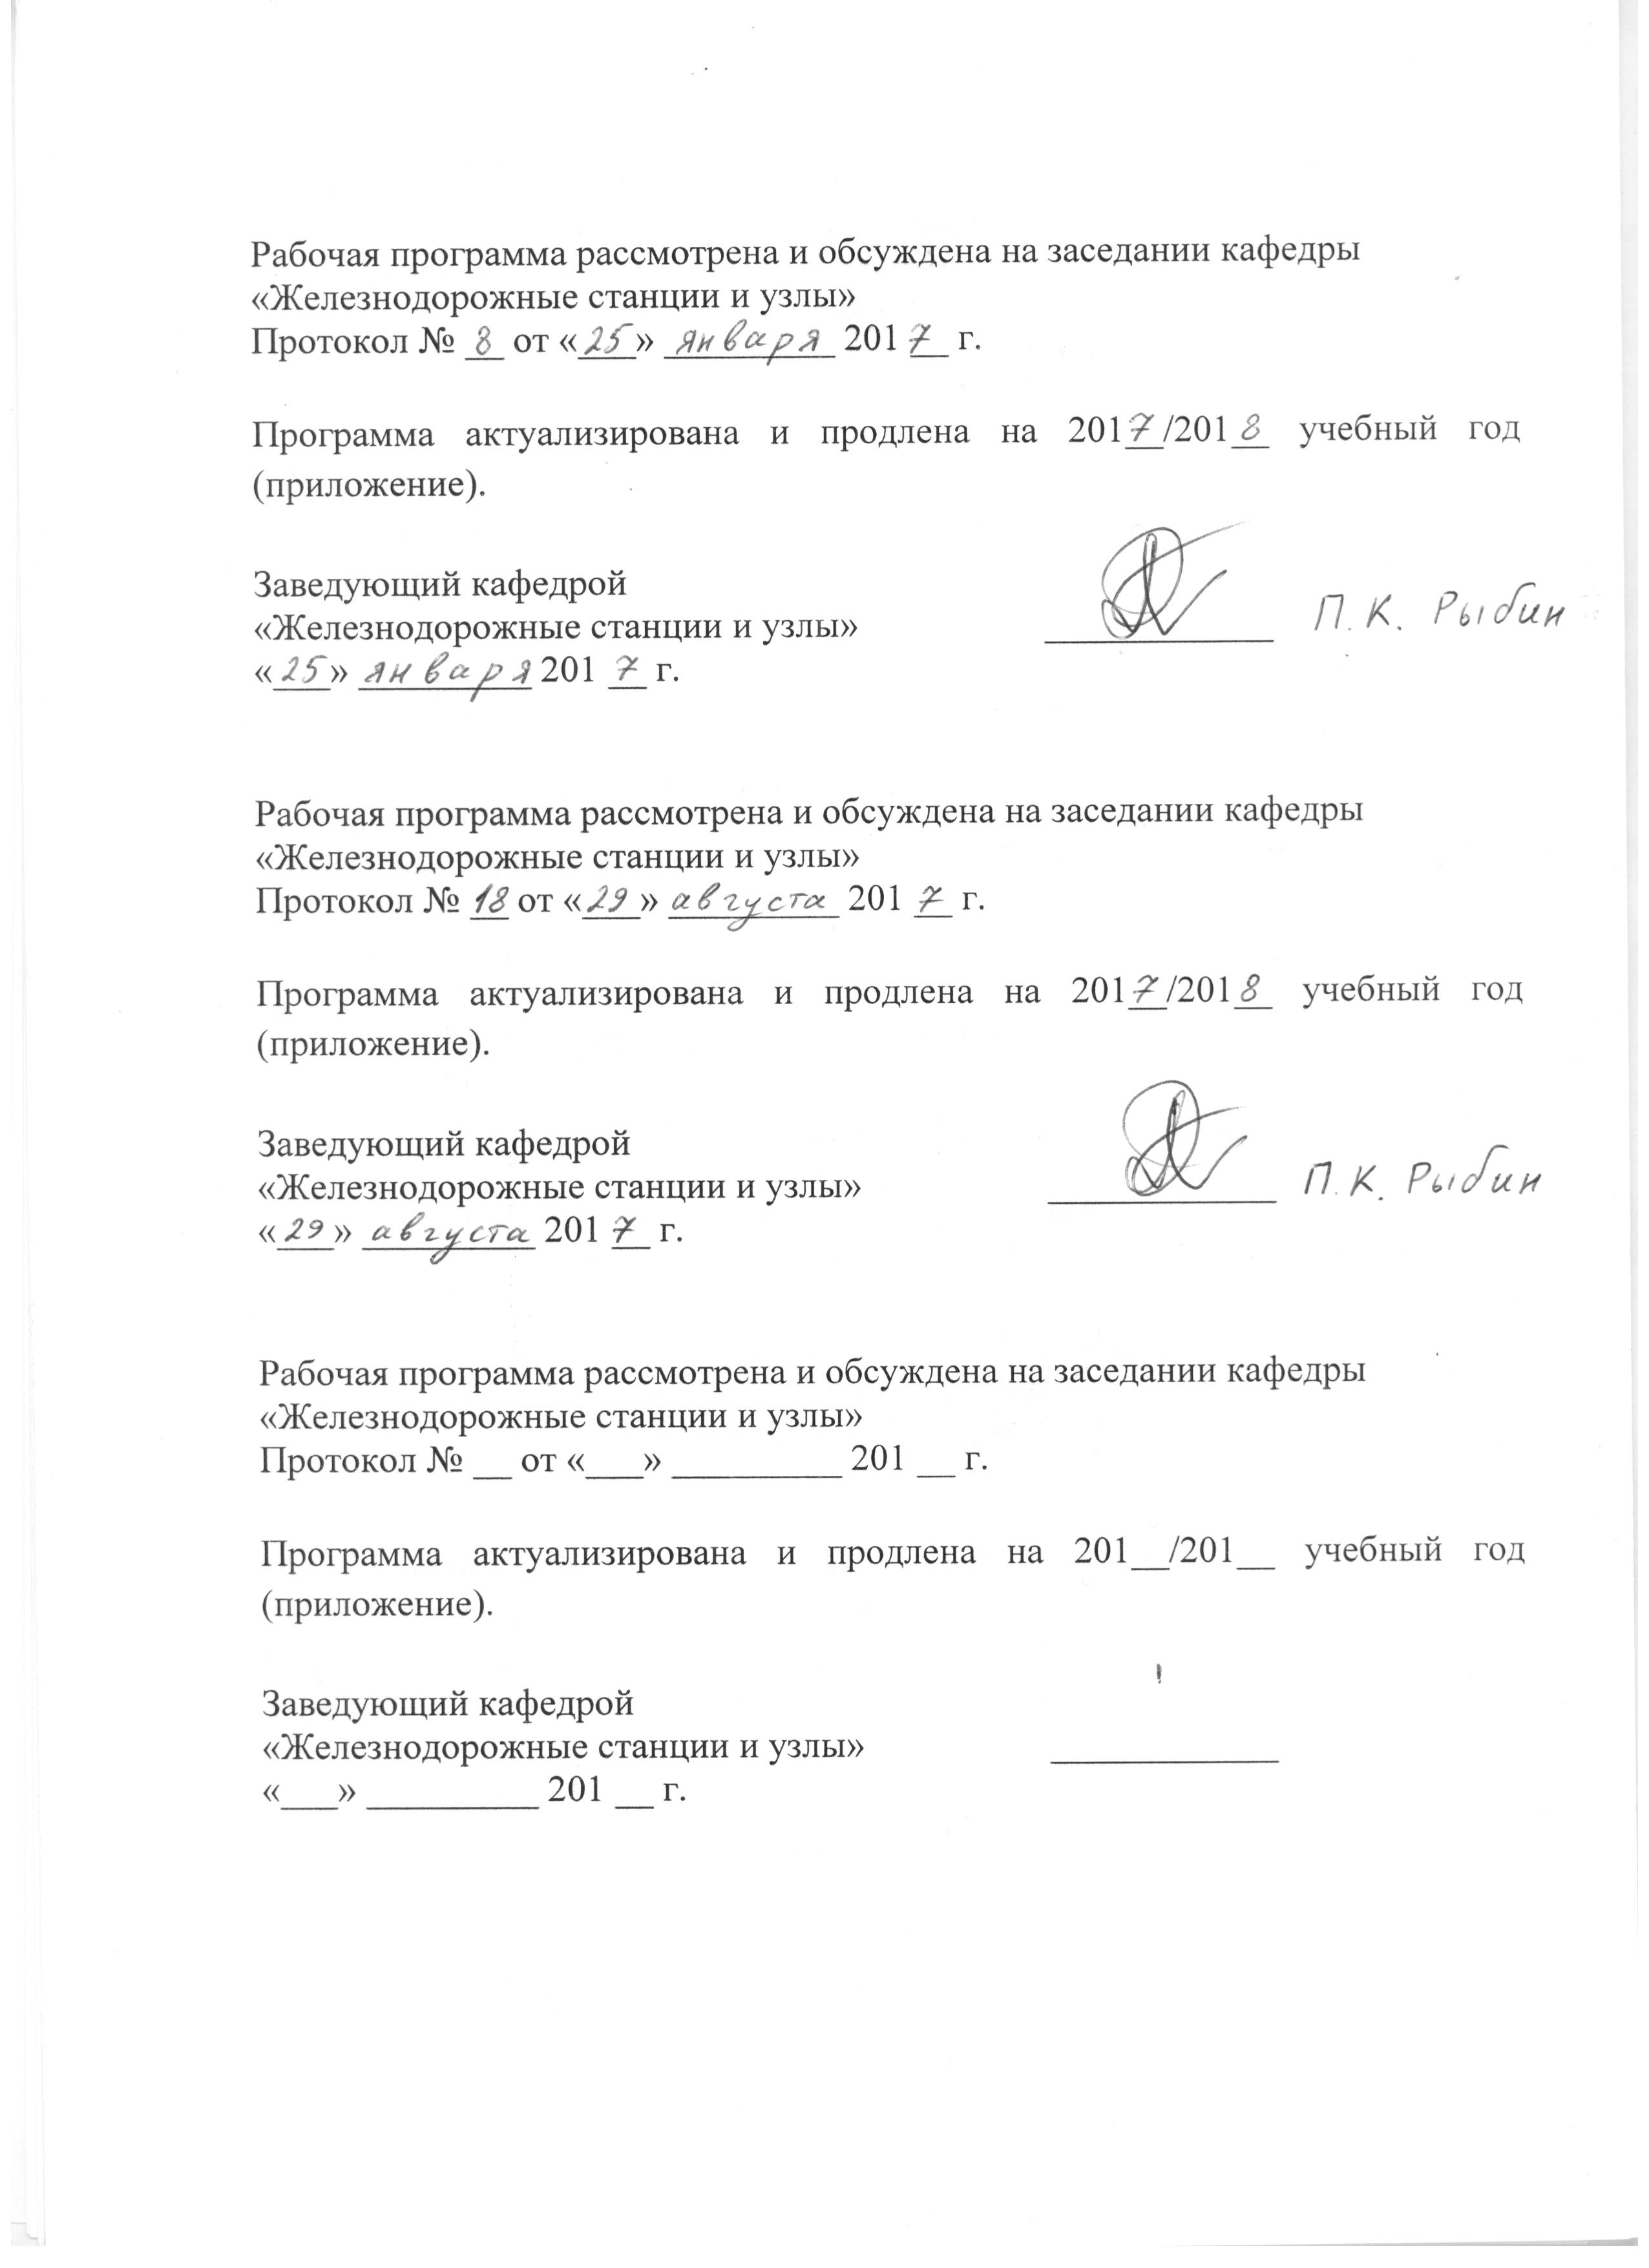 Рабочая программа рассмотрена и обсуждена на заседании кафедры
«Железнодорожные станции и узлы»
Протокол № 8 от «25» января 2017 г.
Программа актуализирована и продлена на 2017/2018 учебный год
(приложение).
Заведующий кафедрой
«Железнодорожные станции и узлы» П. К. Рыбин
«25» января 2017 г.
Рабочая программа рассмотрена и обсуждена на заседании кафедры
«Железнодорожные станции и узлы»
Протокол № 18 от «29» августа 2017 г.
Программа актуализирована и продлена на 2017/2018 учебный год
(приложение).
Заведующий кафедрой
«Железнодорожные станции и узлы» П. К. Рыбин
«29» августа 2017 г.
Рабочая программа рассмотрена и обсуждена на заседании кафедры
«Железнодорожные станции и узлы»
Протокол № __ от «___» _________ 201 __ г.
Программа актуализирована и продлена на 201__/201__ учебный год
(приложение).
Заведующий кафедрой
«Железнодорожные станции и узлы» ____________
«___» _________ 201 __ г.